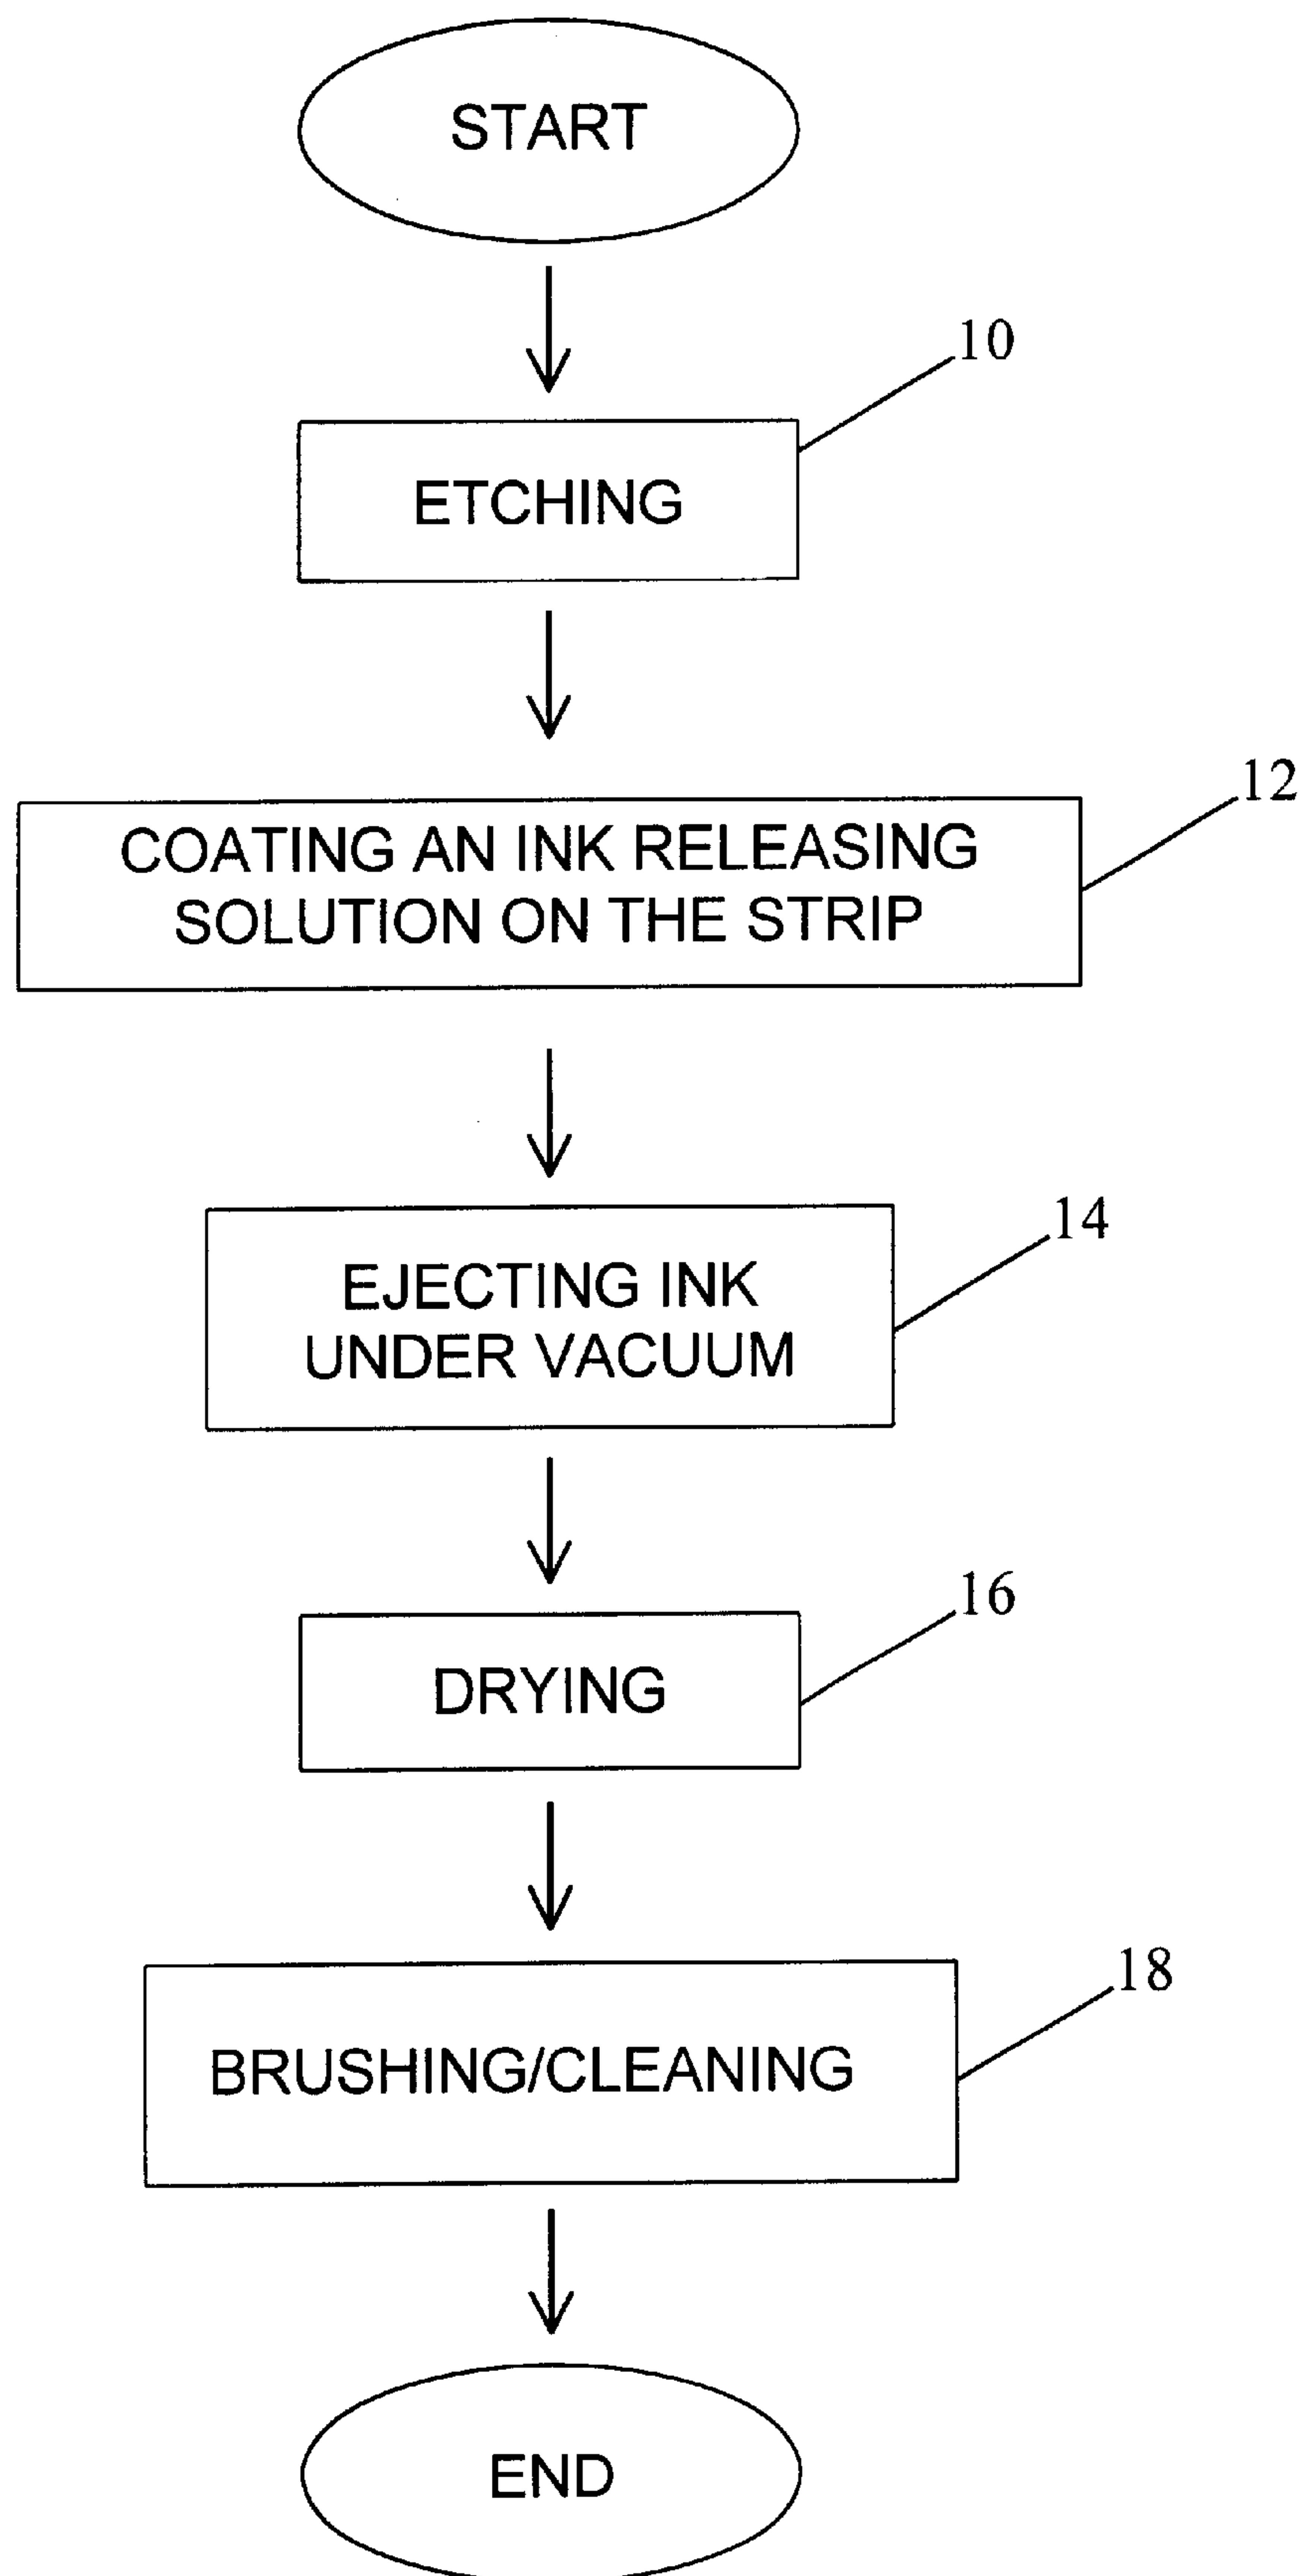 START
10
ETCHING
12
COATING AN INK RELEASING
SOLUTION ON THE STRIP
14
EJECTING INK
UNDER VACUUM
16
DRYING
18
BRUSHING/CLEANING
END